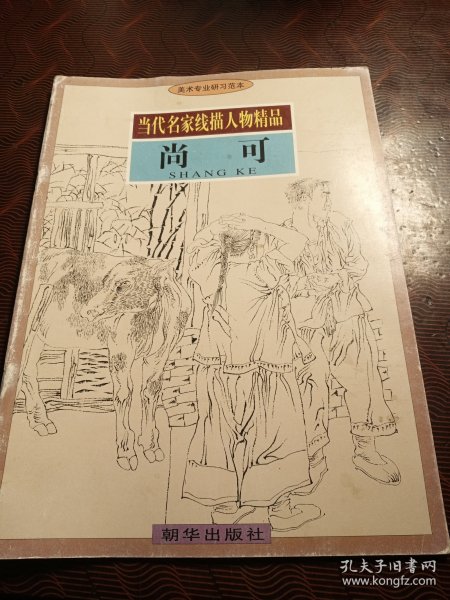 美术专业研习范本
当代名家线描人物精品
尚可
SHANG KE
朝华出版社
孔夫子旧书网
www.kongfz.com